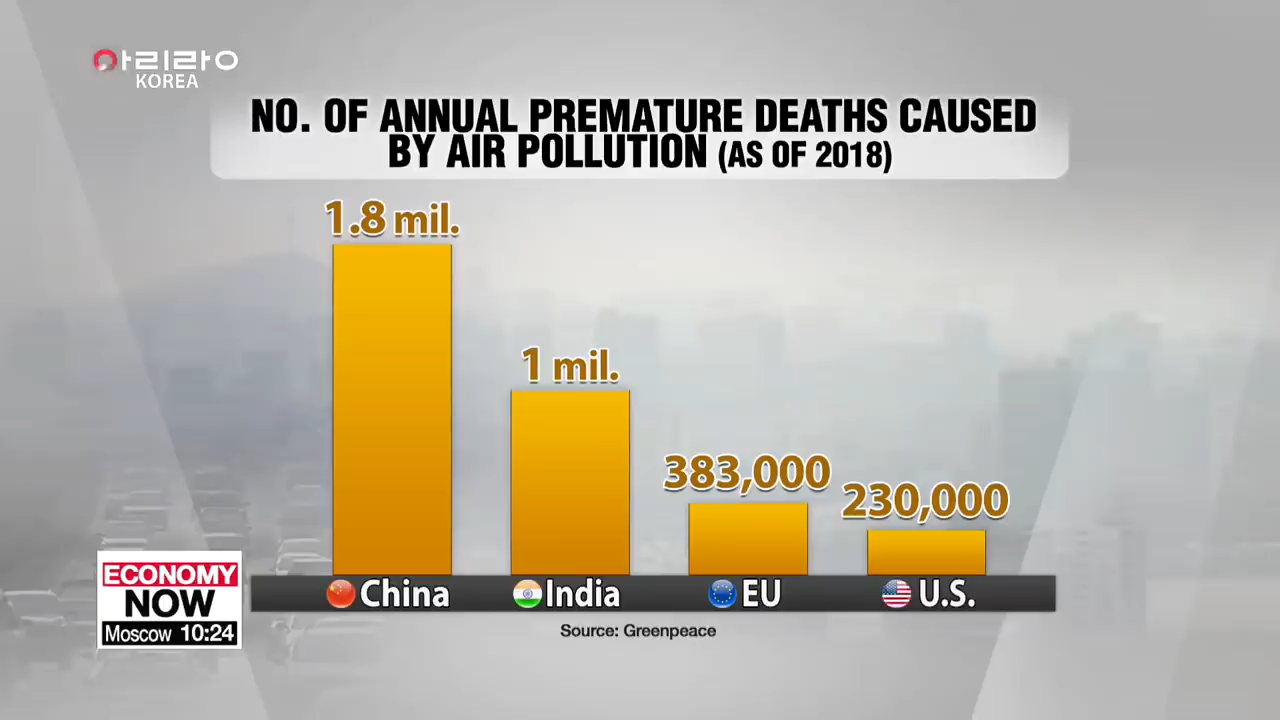 아리랑
KOREA
NO. OF ANNUAL PREMATURE DEATHS CAUSED
BY AIR POLLUTION (AS OF 2018)
1.8 mil.
1 mil.
383,000
230,000
China
India
EU
U.S.
Source: Greenpeace
ECONOMY
NOW
Moscow 10:24